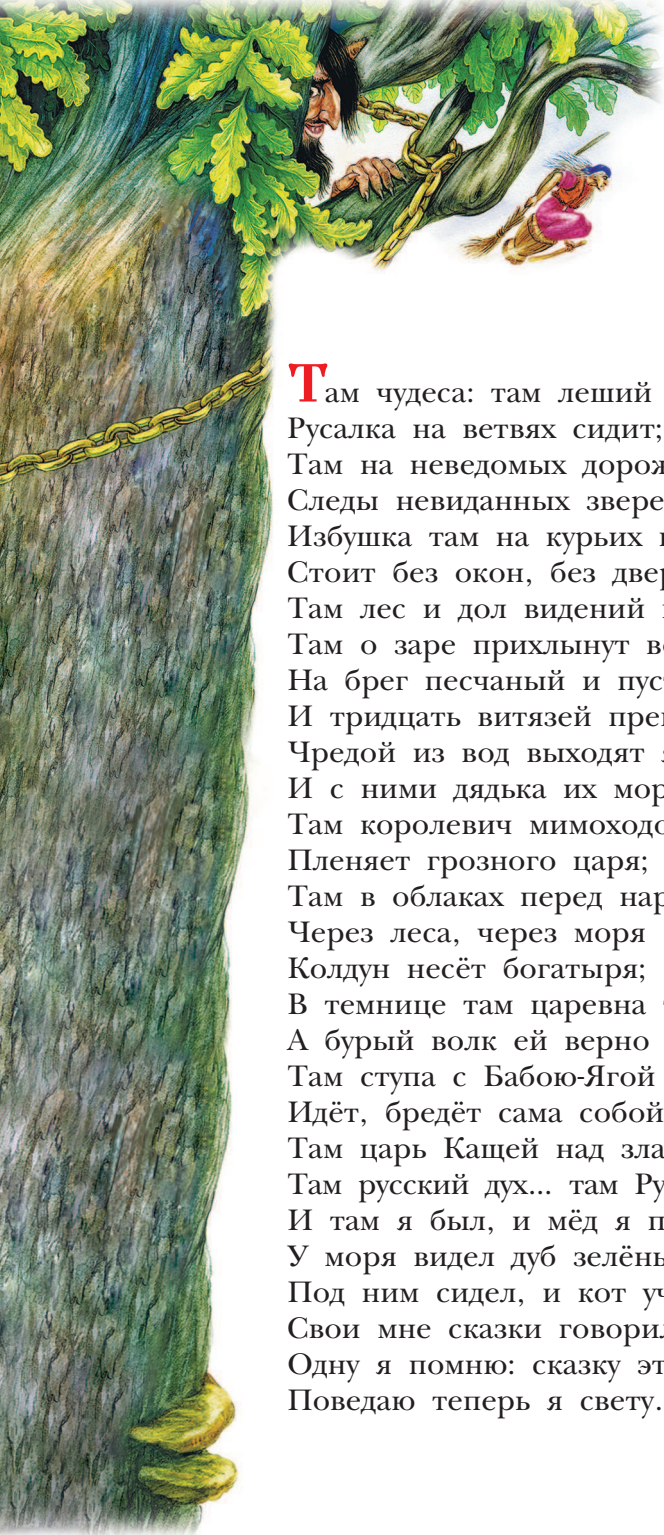 Там чудеса: там леший
Русалка на ветвях сидит;
Там на неведомых дорож
Следы невиданных звере
Избушка там на курьих
Стоит без окон, без двер
Там лес и дол видений
Там о заре прихлынут во
На брег песчаный и пуст
И тридцать витязей пре
Чредой из вод выходят
И с ними дядька их мор
Там королевич мимоходо
Пленяет грозного царя;
Там в облаках перед нар
Через леса, через моря
Колдун несёт богатыря;
В темнице там царевна
А бурый волк ей верно
Там ступа с Бабою-Ягой
Идёт, бредёт сама собой
Там царь Кащей над зла
Там русский дух... там Ру
И там я был, и мёд я п
У моря видел дуб зелёны
Под ним сидел, и кот уч
Свои мне сказки говорил
Одну я помню: сказку эт
Поведаю теперь я свету.